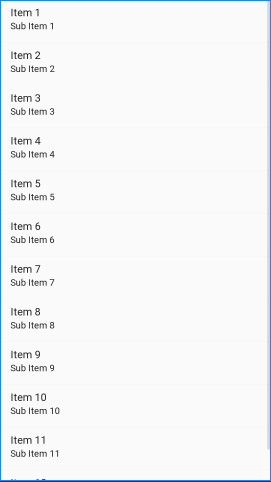 Item 1
Sub Item 1
Item 2
Sub Item 2
Item 3
Sub Item 3
Item 4
Sub Item 4
Item 5
Sub Item 5
Item 6
Sub Item 6
Item 7
Sub Item 7
Item 8
Sub Item 8
Item 9
Sub Item 9
Item 10
Sub Item 10
Item 11
Sub Item 11